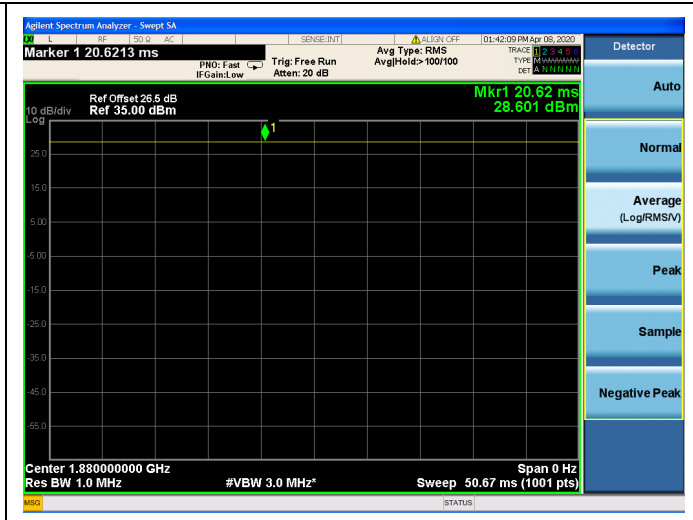 Agilent Spectrum Analyzer - Swept SA
L RF 50 Ω AC SENSE:INT ALIGN OFF 01:42:09 PM Apr 08, 2020
Marker 1 20.6213 ms
PNO: Fast
IFGain:Low
Trig: Free Run
Atten: 20 dB
Avg Type: RMS
Avg|Hold>100/100
TRACE 1 2 3 4 5 6
TYPE M
DET A N N N N N
Ref Offset 26.5 dB
Ref 35.00 dBm
10 dB/div
Log
Mkr1 20.62 ms
28.601 dBm
1
25.0
15.0
5.00
-5.00
-15.0
-25.0
-35.0
-45.0
-55.0
Center 1.880000000 GHz
Span 0 Hz
Res BW 1.0 MHz
#VBW 3.0 MHz*
Sweep 50.67 ms (1001 pts)
MSG
STATUS
Detector
Auto
Normal
Average
(Log/RMS/V)
Peak
Sample
Negative Peak